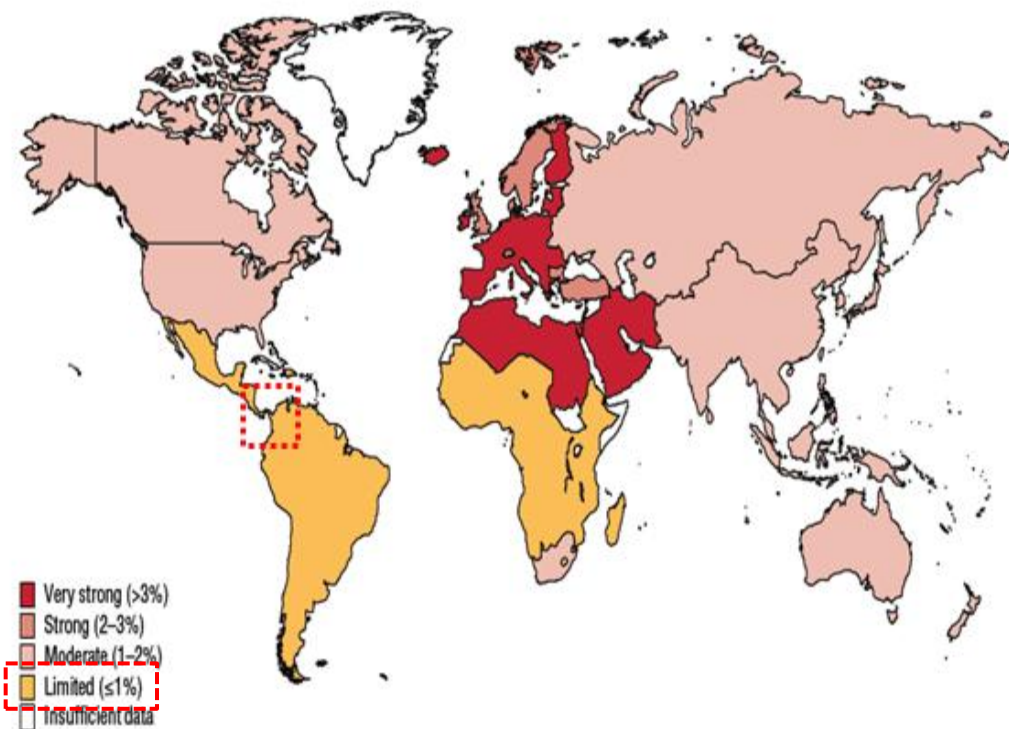 Very strong (>3%)
Strong (2–3%)
Moderate (1–2%)
Limited (≤1%)
Insufficient data